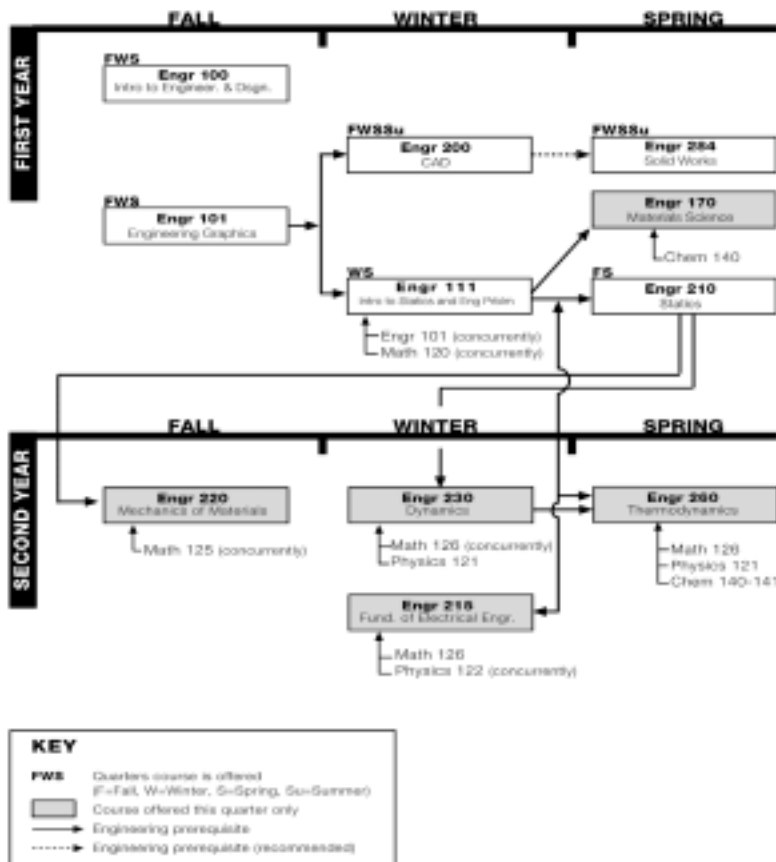 FALL WINTER SPRING
FIRST YEAR
FWS
Engr 100
Intro to Engineer. & Dsgn.
FWSSu
Engr 200
CAD
FWSSu
Engr 284
Solid Works
FWS
Engr 101
Engineering Graphics
Engr 170
Materials Science
Chem 140
WS
Engr 111
Intro to Statics and Eng Prblm
FS
Engr 210
Statics
Engr 101 (concurrently)
Math 120 (concurrently)
FALL WINTER SPRING
SECOND YEAR
Engr 220
Mechanics of Materials
Math 125 (concurrently)
Engr 230
Dynamics
Math 126 (concurrently)
Physics 121
Engr 260
Thermodynamics
Math 126
Physics 121
Chem 140-141
Engr 215
Fund. of Electrical Engr.
Math 126
Physics 122 (concurrently)
KEY
FWS Quarters course is offered
(F=Fall, W=Winter, S=Spring, Su=Summer)
Course offered this quarter only
Engineering prerequisite
Engineering prerequisite (recommended)